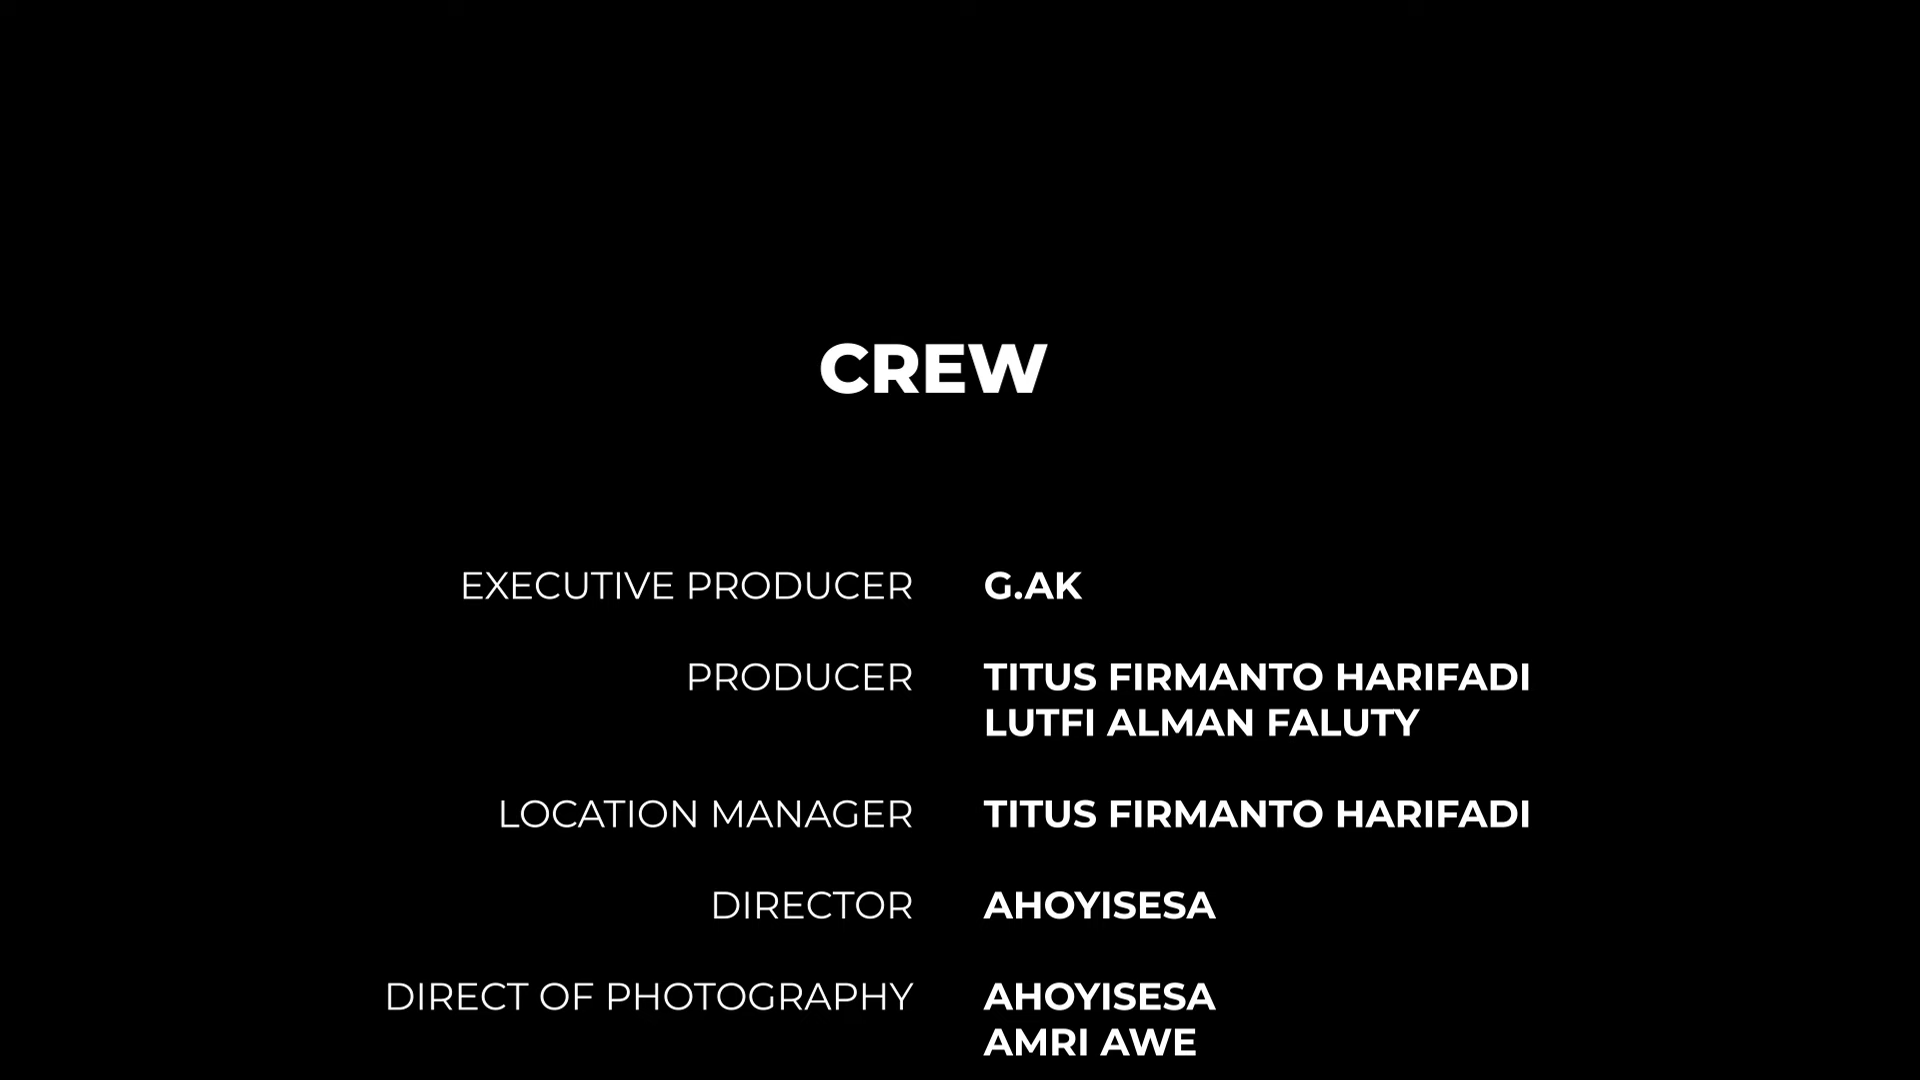 CREW
EXECUTIVE PRODUCER G.AK
PRODUCER TITUS FIRMANTO HARIFADI
LUTFI ALMAN FALUTY
LOCATION MANAGER TITUS FIRMANTO HARIFADI
DIRECTOR AHOYISESA
DIRECT OF PHOTOGRAPHY AHOYISESA
AMRI AWE